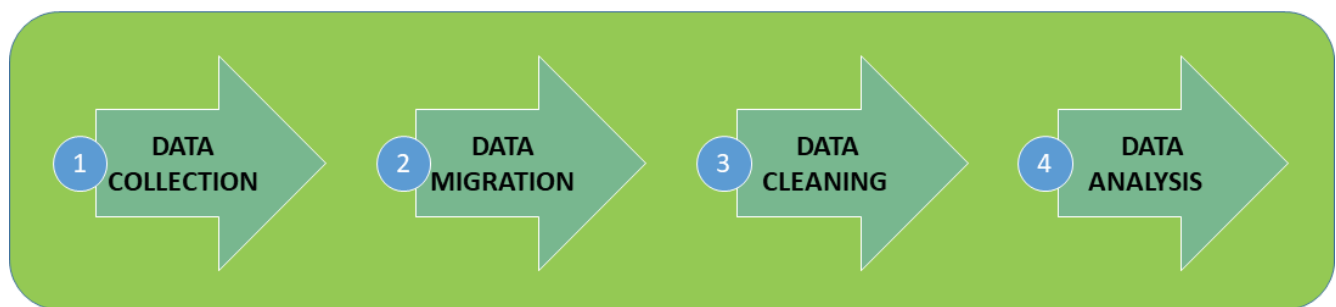 1
DATA
COLLECTION
2
DATA
MIGRATION
3
DATA
CLEANING
4
DATA
ANALYSIS